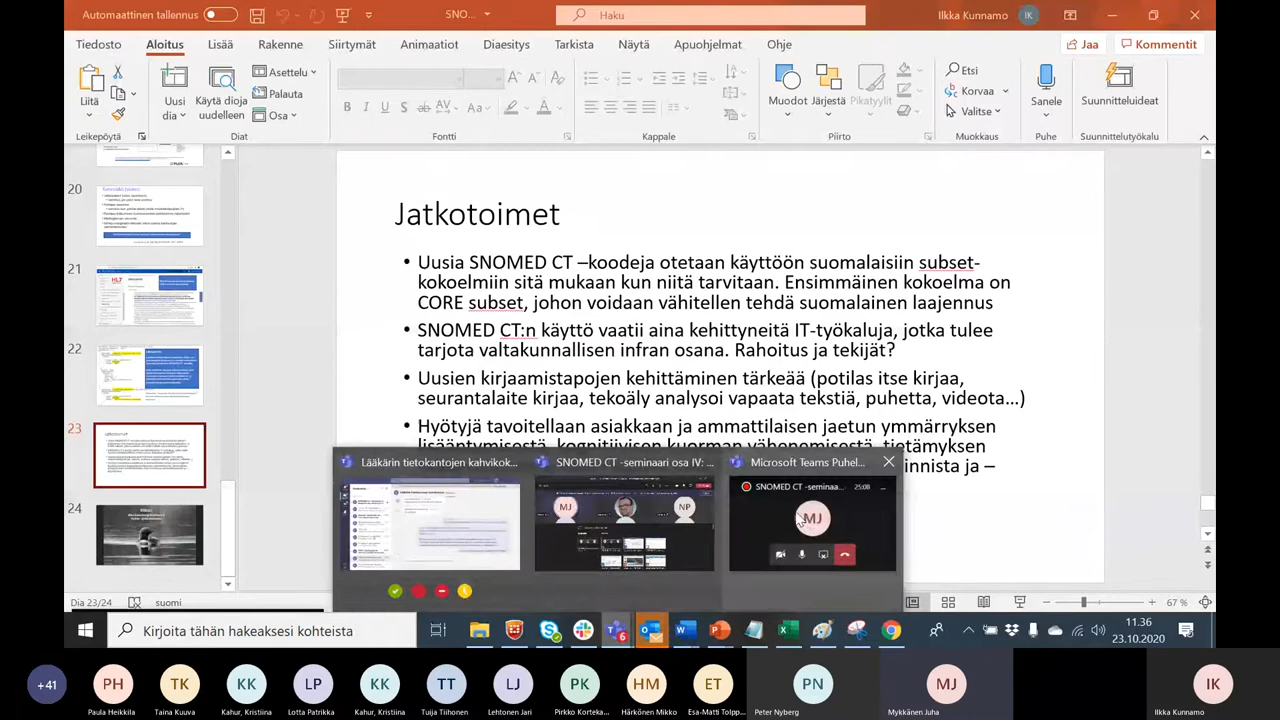 Automaattinen tallennus
SNO...
Haku
Ilkka Kunnamo
IK
Tiedosto
Aloitus
Lisää
Rakenne
Siirtymät
Animaatiot
Diaesitys
Tarkista
Näytä
Apuohjelmat
Ohje
Jaa
Kommentit
Liitä
Uusi dia
Käytä dioja uudelleen
Asettelu
Palauta
Osa
Etsi
Korvaa
Valitse
Muodot
Järjestä
Pikatyylit
Sanele
Suunnitteluideat
Leikepöytä
Diat
Fontti
Kappale
Piirto
Muokkaus
Puhe
Suunnittelutyökalu
20
21
22
23
24
Jatkotoimet
• Uusia SNOMED CT –koodeja otetaan käyttöön suomalaisiin subset-
kokoelmiin sitä mukaan kun niitä tarvitaan. Ensimmäinen kokoelma on
CORE subset, johon voidaan vähitellen tehdä suomalainen laajennus
• SNOMED CT:n käyttö vaatii aina kehittyneitä IT-työkaluja, jotka tulee
tarjota valtakunnallisen infran osana. Rahoitus ja tekijät?
• Uusien kirjaamistapojen kehittäminen tärkeää (potilas itse kirjaa,
seurantalaite kirjaa, tekoäly analysoi vapaata tekstiä, puhetta, videota...)
• Hyötyjä tavoitellaan asiakkaan ja ammattilaisen jaetun ymmärryksen
SNOMED CT -seminaari osa IV: ...
Microsoft Teams -puhel...
SNOMED CT -seminaa...
25:08
MJ
NP
MJ
Dia 23/24
suomi
67 %
Kirjoita tähän hakeaksesi kohteista
6
11.36
23.10.2020
+41
PH
TK
KK
LP
KK
TT
LJ
PK
HM
ET
PN
MJ
IK
Paula Heikkila
Taina Kuuva
Kahur, Kristiina
Lotta Patrikka
Kahur, Kristiina
Tuija Tiihonen
Lehtonen Jari
Pirkko Korteka...
Härkönen Mikko
Esa-Matti Tolpp...
Peter Nyberg
Mykkänen Juha
Ilkka Kunnamo